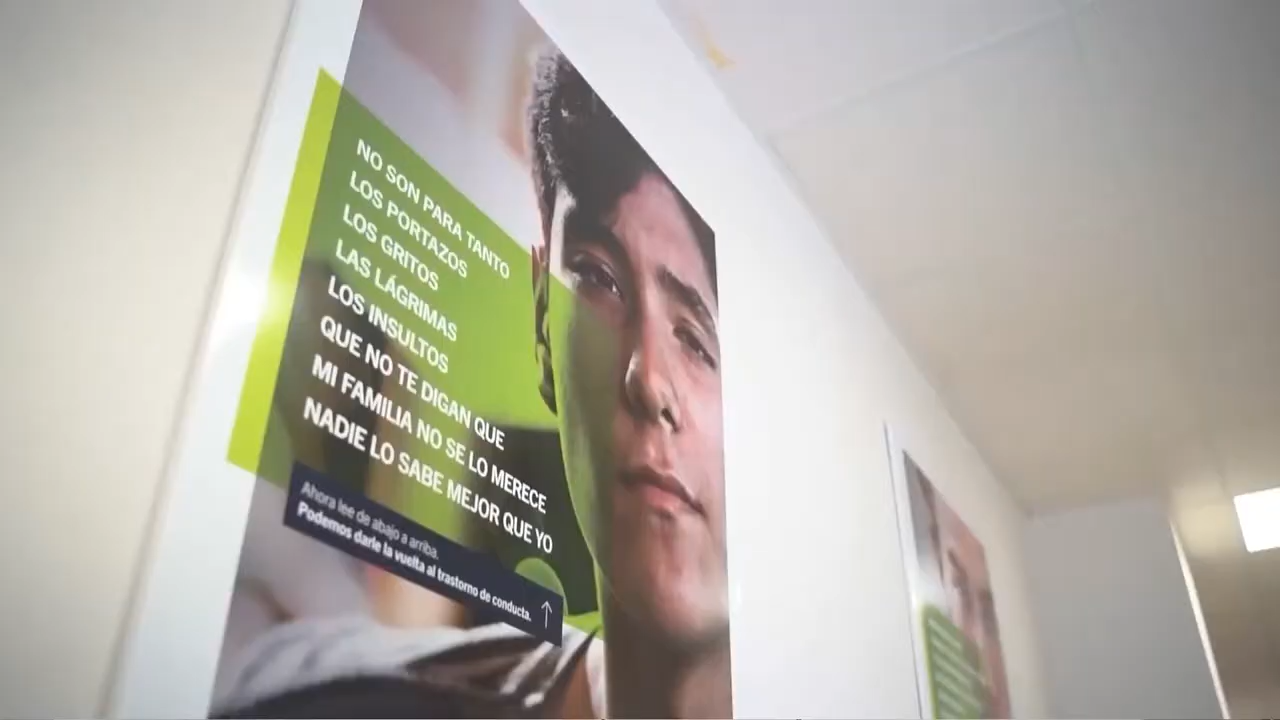 NO SON PARA TANTO
LOS PORTAZOS
LOS GRITOS
LAS LÁGRIMAS
LOS INSULTOS
QUE NO TE DIGAN QUE
MI FAMILIA NO SE LO MERECE
NADIE LO SABE MEJOR QUE YO
Ahora lee de abajo a arriba.
Podemos darle la vuelta al trastorno de conducta.